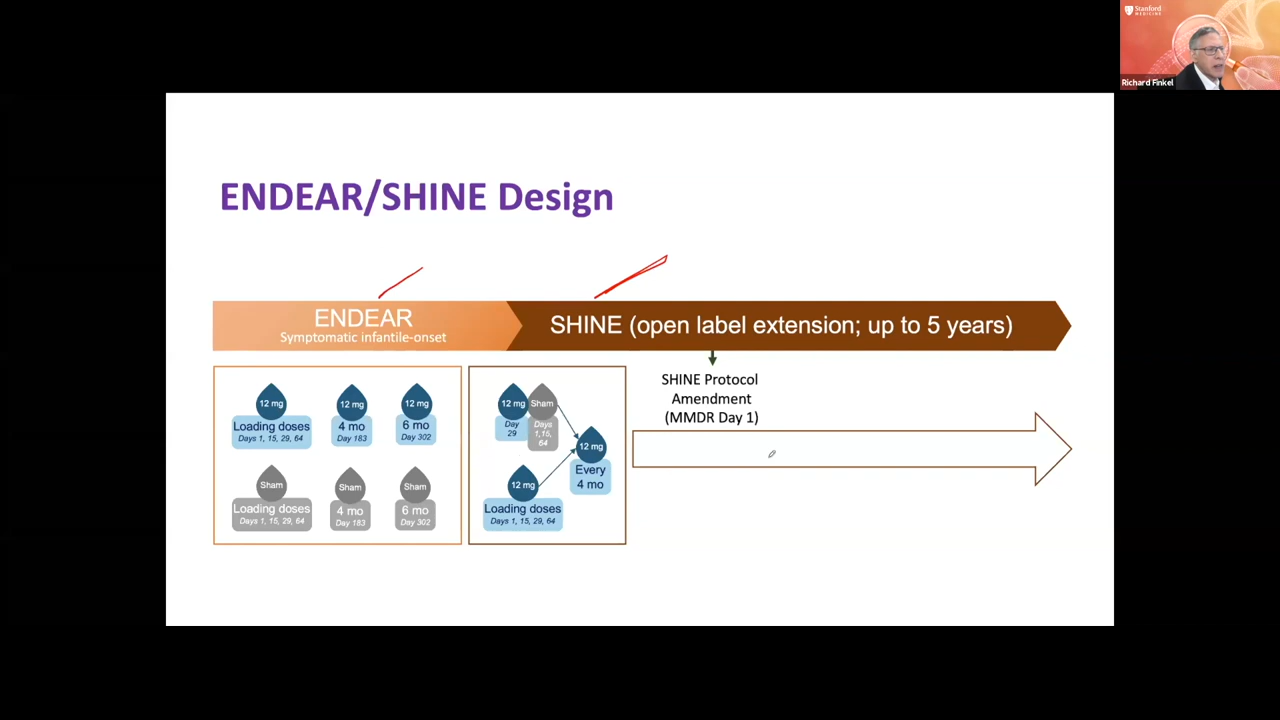 Stanford
MEDICINE
Richard Finkel
ENDEAR/SHINE Design
ENDEAR
Symptomatic infantile-onset
SHINE (open label extension; up to 5 years)
12 mg
Loading doses
Days 1, 15, 29, 64
12 mg
4 mo
Day 183
12 mg
6 mo
Day 302
Sham
Loading doses
Days 1, 15, 29, 64
Sham
4 mo
Day 183
Sham
6 mo
Day 302
12 mg
Day
29
Sham
Days
1,15,
64
12 mg
Loading doses
Days 1, 15, 29, 64
12 mg
Every
4 mo
SHINE Protocol
Amendment
(MMDR Day 1)